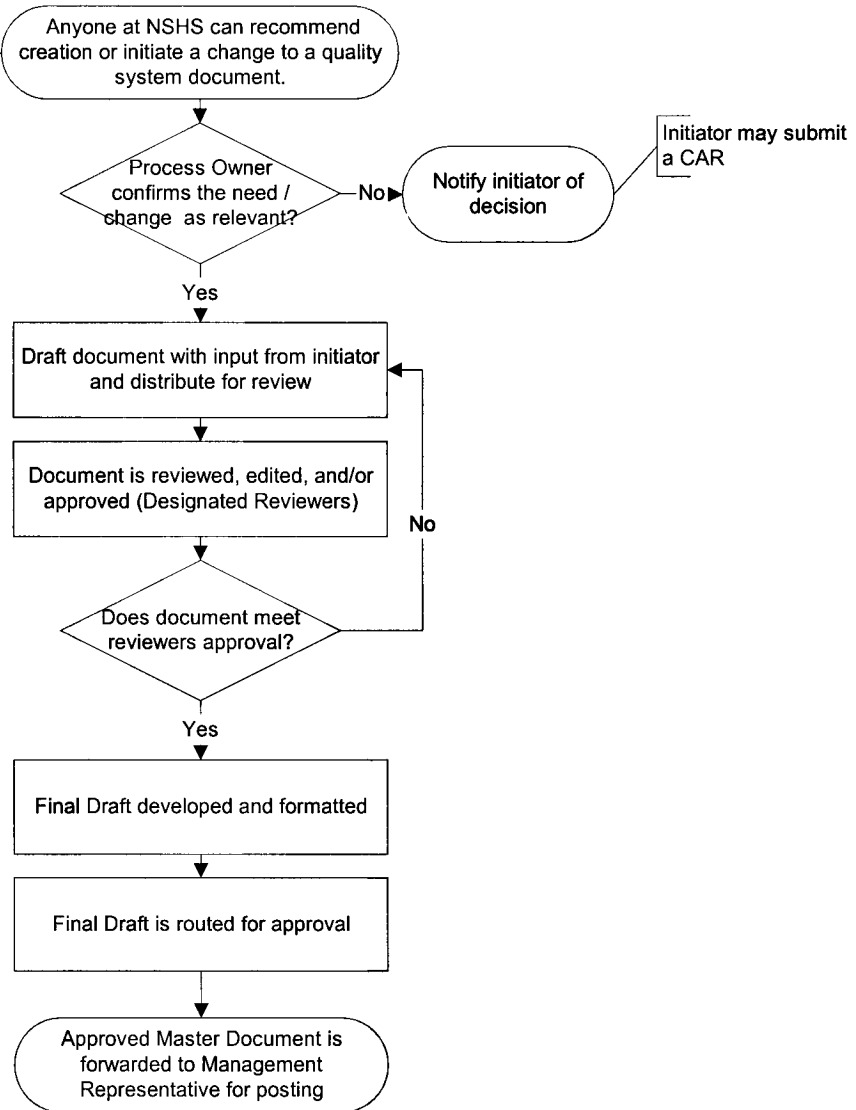 Anyone at NSHS can recommend
creation or initiate a change to a quality
system document.
Process Owner
confirms the need /
change as relevant?
No
Notify initiator of
decision
Initiator may submit
a CAR
Yes
Draft document with input from initiator
and distribute for review
Document is reviewed, edited, and/or
approved (Designated Reviewers)
No
Does document meet
reviewers approval?
Yes
Final Draft developed and formatted
Final Draft is routed for approval
Approved Master Document is
forwarded to Management
Representative for posting